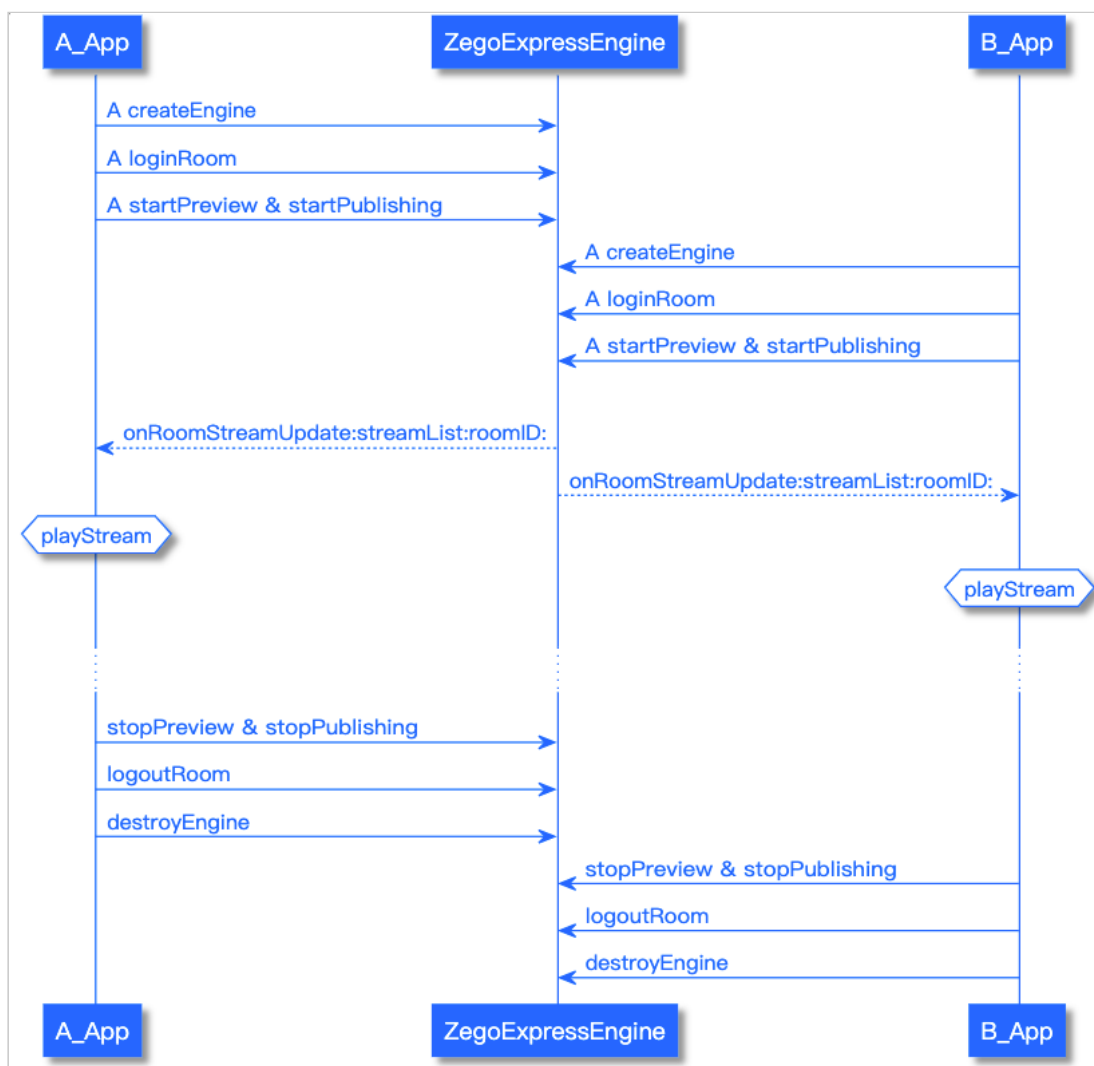 A_App
ZegoExpressEngine
B_App
A createEngine
A loginRoom
A startPreview & startPublishing
A createEngine
A loginRoom
A startPreview & startPublishing
onRoomStreamUpdate:streamList:roomID:
onRoomStreamUpdate:streamList:roomID:
playStream
playStream
stopPreview & stopPublishing
logoutRoom
destroyEngine
stopPreview & stopPublishing
logoutRoom
destroyEngine
A_App
ZegoExpressEngine
B_App